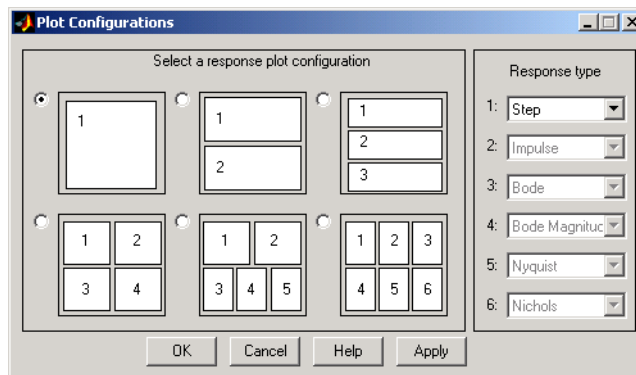 Plot Configurations
Select a response plot configuration
1
1
2
1
2
3
1 2
3 4
1 2
3 4 5
1 2 3
4 5 6
Response type
1: Step
2: Impulse
3: Bode
4: Bode Magnituc
5: Nyquist
6: Nichols
OK Cancel Help Apply